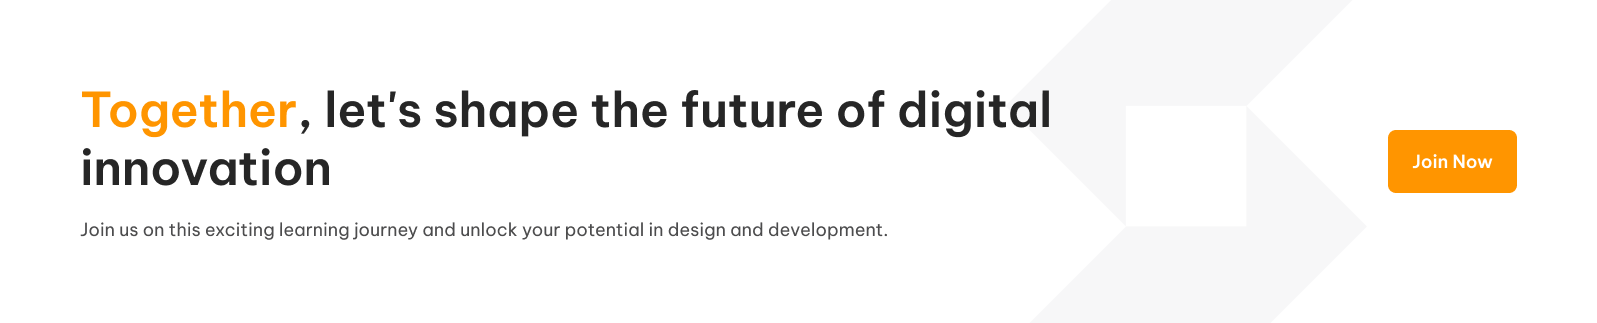 Together, let's shape the future of digital
innovation
Join us on this exciting learning journey and unlock your potential in design and development.
Join Now